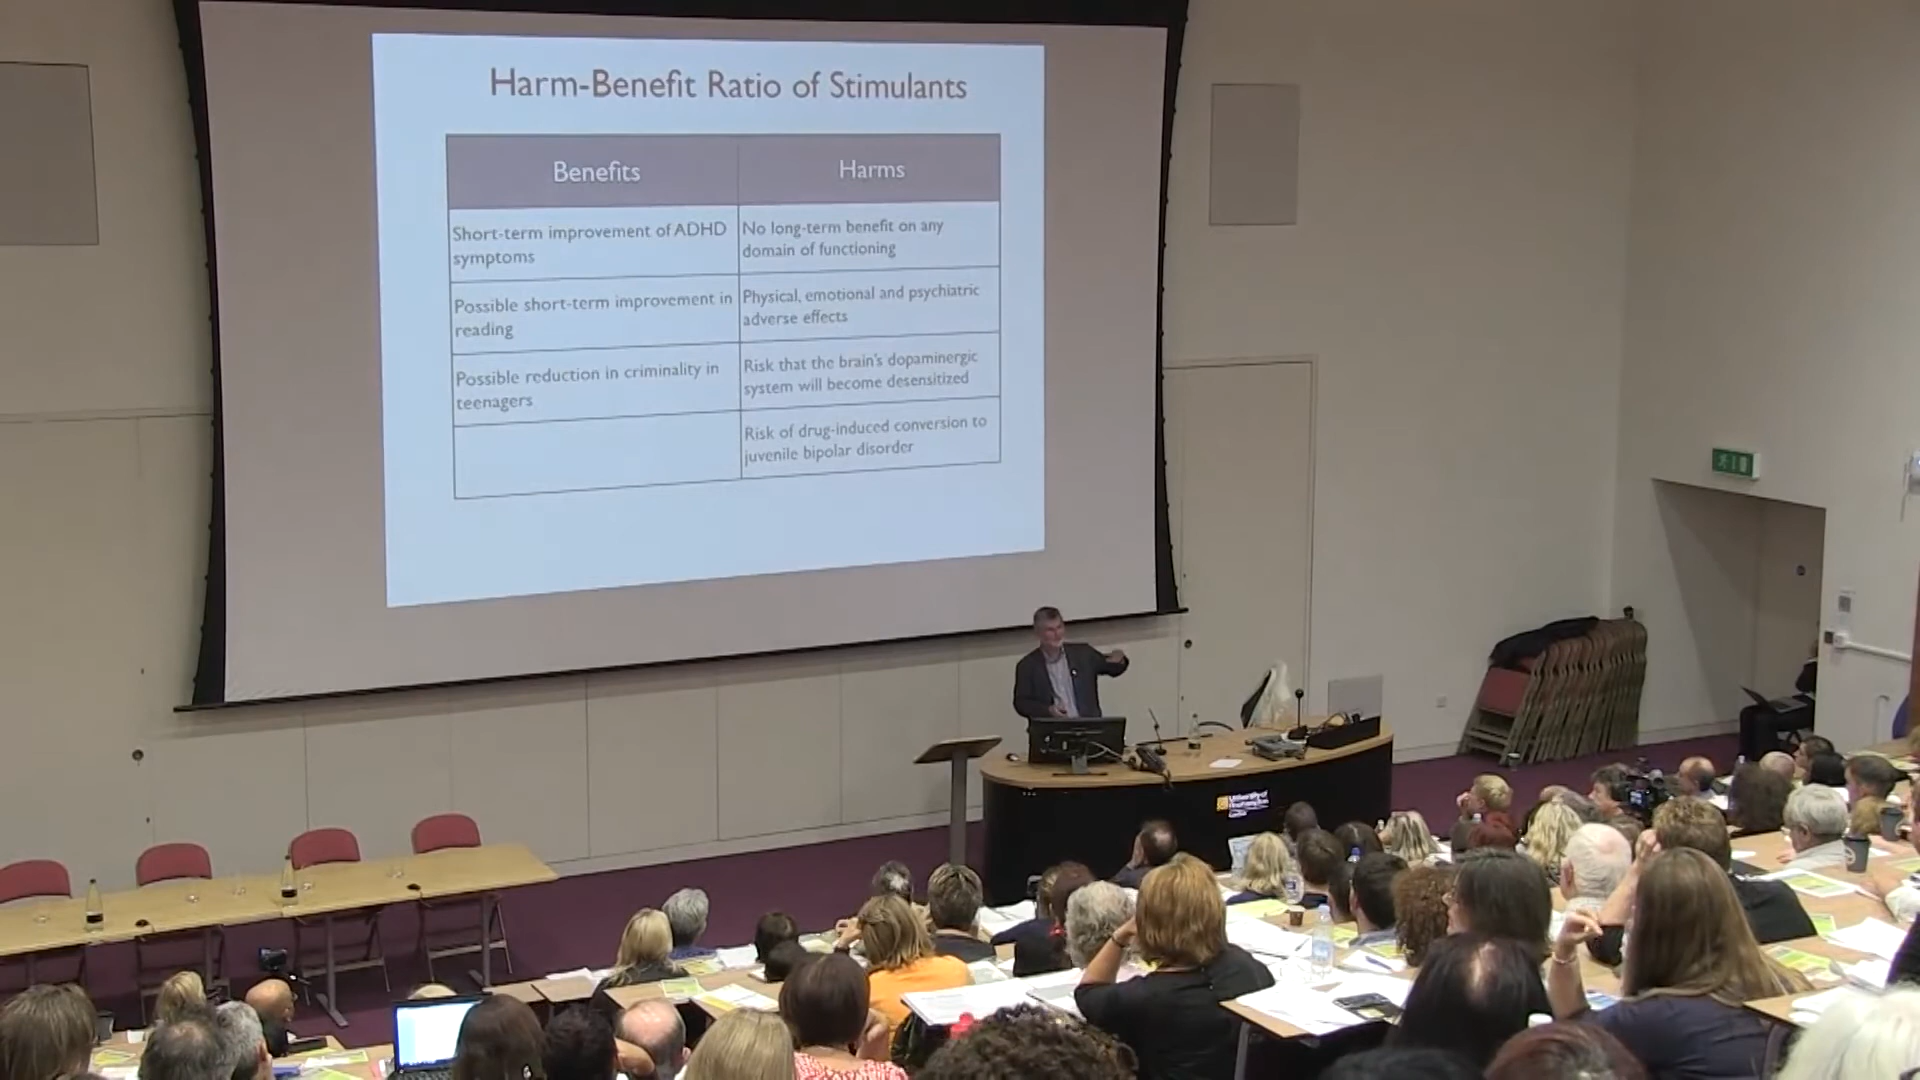 Harm-Benefit Ratio of Stimulants
Benefits
Harms
Short-term improvement of ADHD
symptoms
No long-term benefit on any
domain of functioning
Possible short-term improvement in
reading
Physical, emotional and psychiatric
adverse effects
Possible reduction in criminality in
teenagers
Risk that the brain's dopaminergic
system will become desensitized
Risk of drug-induced conversion to
juvenile bipolar disorder
University of